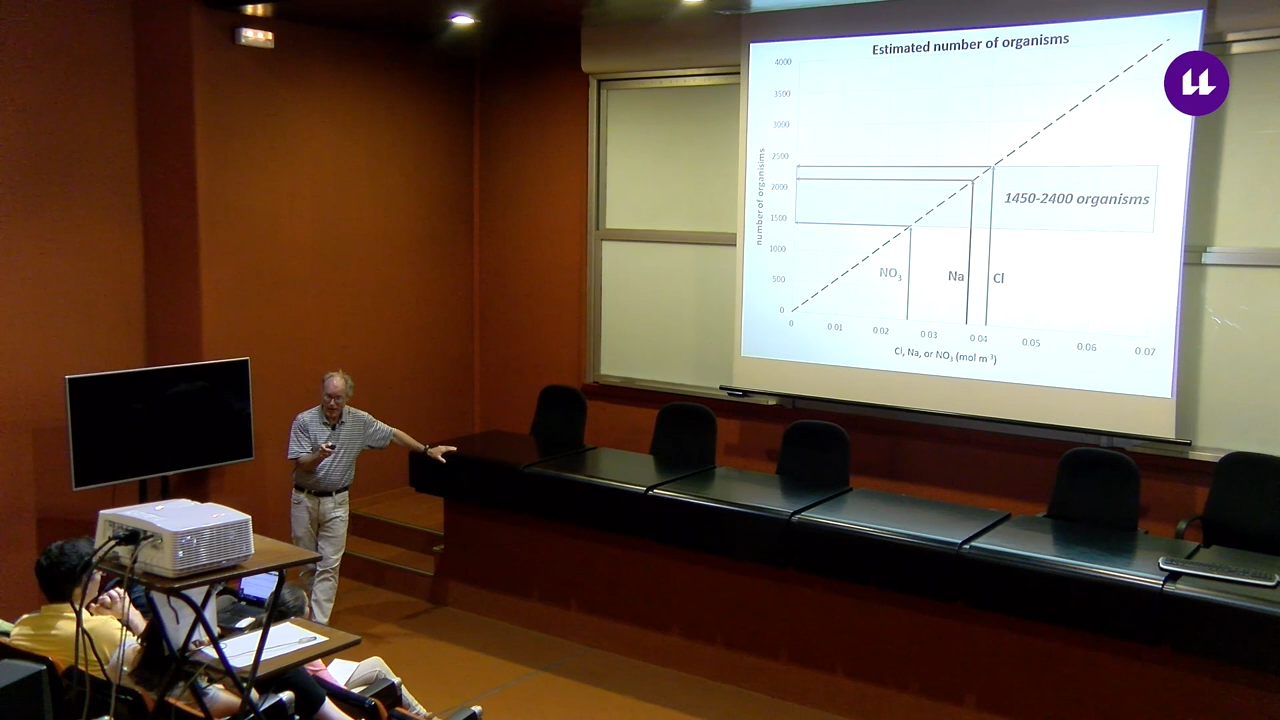 Estimated number of organisms
4000
3500
3000
2500
2000
1500
1000
500
0
number of organisims
1450-2400 organisms
NO₃
Na
Cl
0 0.01 0.02 0.03 0.04 0.05 0.06 0.07
Cl, Na, or NO₃ (mol m⁻³)